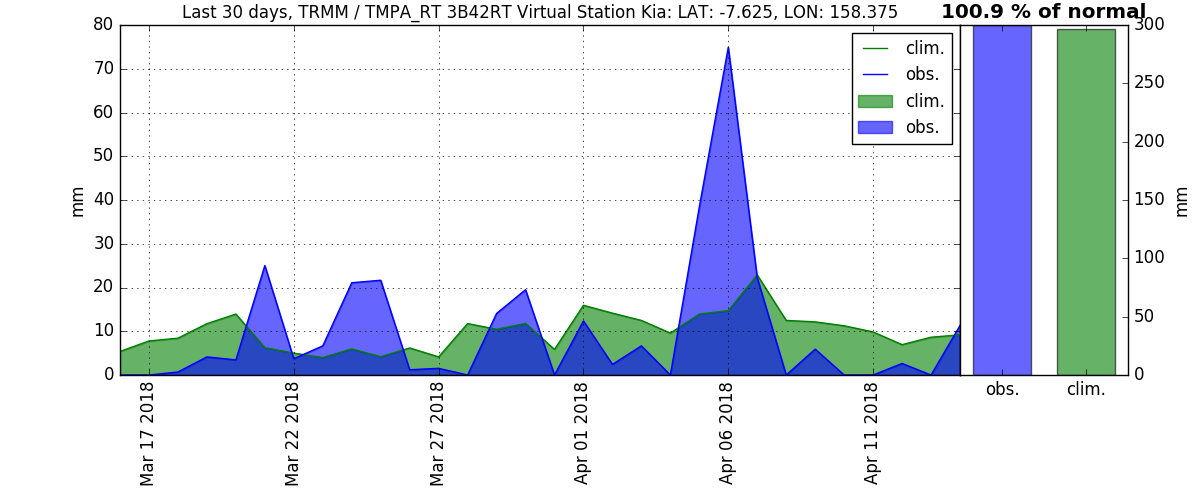 Last 30 days, TRMM / TMPA_RT 3B42RT Virtual Station Kia: LAT: -7.625, LON: 158.375
100.9 % of normal
80
70
60
50
40
30
20
10
0
mm
clim.
obs.
clim.
obs.
300
250
200
150
100
50
0
mm
obs.
clim.
Mar 17 2018
Mar 22 2018
Mar 27 2018
Apr 01 2018
Apr 06 2018
Apr 11 2018